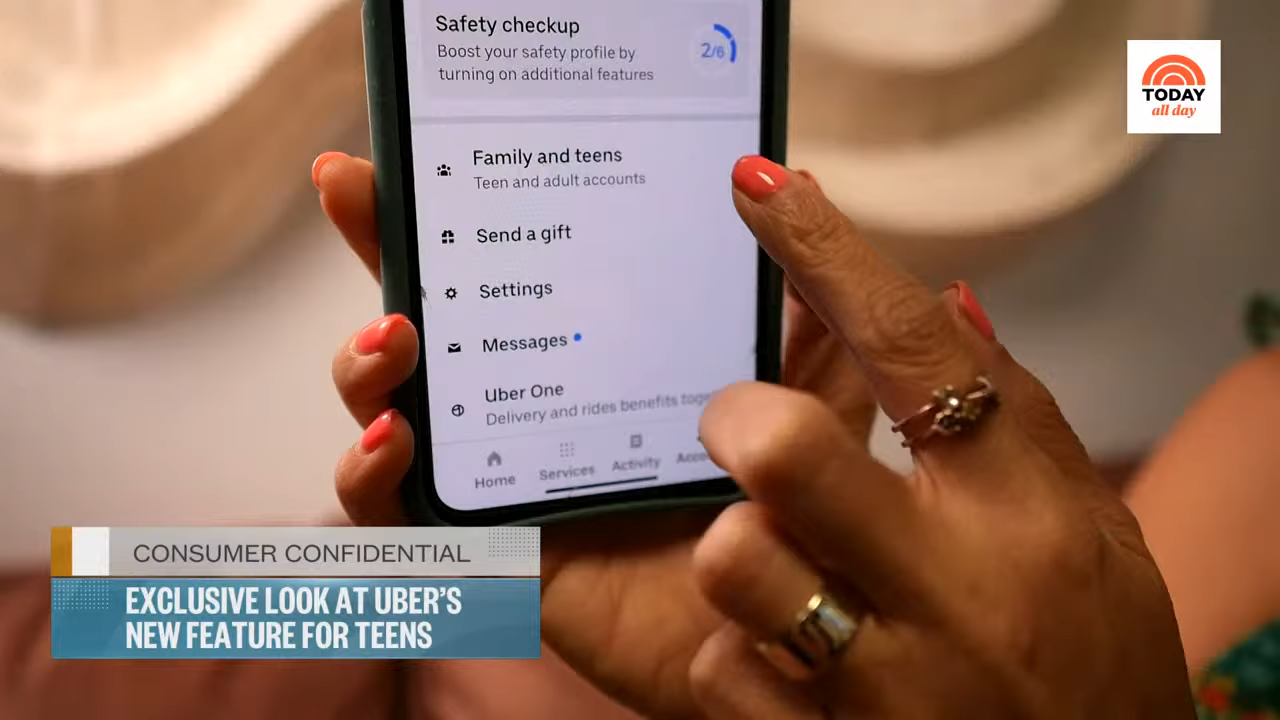 Safety checkup
Boost your safety profile by
turning on additional features
2/6
TODAY
all day
Family and teens
Teen and adult accounts
Send a gift
Settings
Messages
Uber One
Delivery and rides benefits
Home
Services
Activity
CONSUMER CONFIDENTIAL
EXCLUSIVE LOOK AT UBER'S
NEW FEATURE FOR TEENS